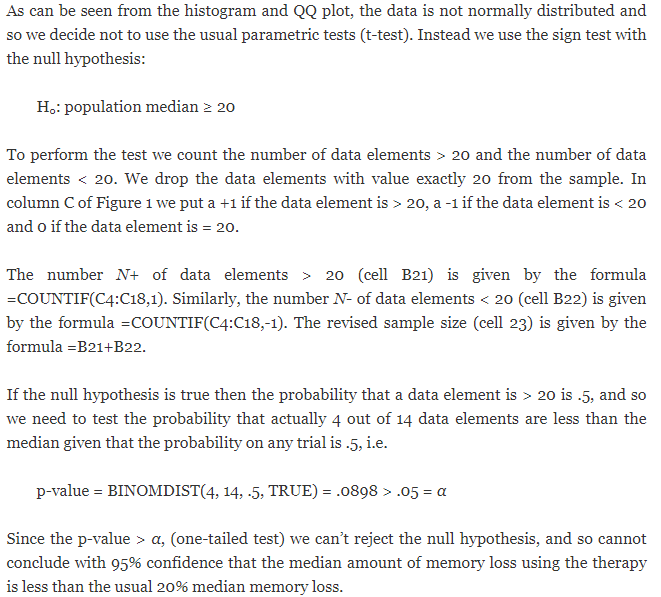 As can be seen from the histogram and QQ plot, the data is not normally distributed and
so we decide not to use the usual parametric tests (t-test). Instead we use the sign test with
the null hypothesis:
H₀: population median ≥ 20
To perform the test we count the number of data elements > 20 and the number of data
elements < 20. We drop the data elements with value exactly 20 from the sample. In
column C of Figure 1 we put a +1 if the data element is > 20, a -1 if the data element is < 20
and 0 if the data element is = 20.
The number N+ of data elements > 20 (cell B21) is given by the formula
=COUNTIF(C4:C18,1). Similarly, the number N- of data elements < 20 (cell B22) is given
by the formula =COUNTIF(C4:C18,-1). The revised sample size (cell 23) is given by the
formula =B21+B22.
If the null hypothesis is true then the probability that a data element is > 20 is .5, and so
we need to test the probability that actually 4 out of 14 data elements are less than the
median given that the probability on any trial is .5, i.e.
p-value = BINOMDIST(4, 14, .5, TRUE) = .0898 > .05 = α
Since the p-value > α, (one-tailed test) we can't reject the null hypothesis, and so cannot
conclude with 95% confidence that the median amount of memory loss using the therapy
is less than the usual 20% median memory loss.